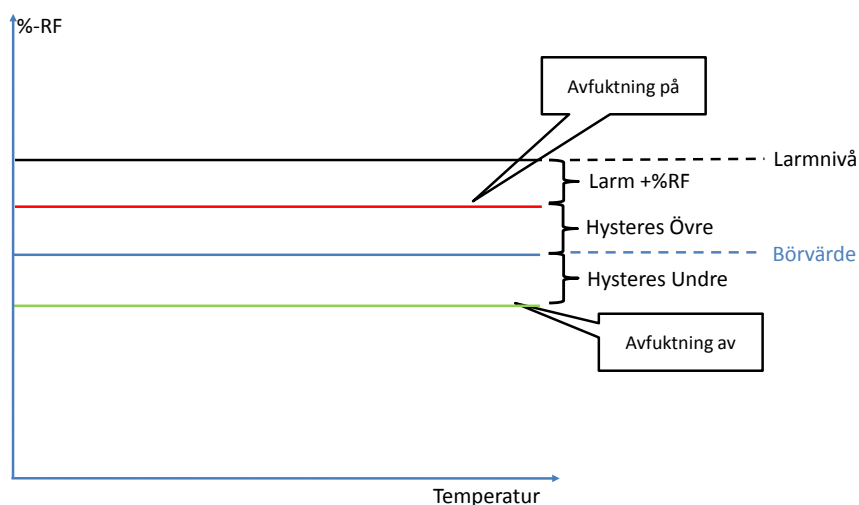 %-RF
Avfuktning på
Larmnivå
Larm +%RF
Hysteres Övre
Börvärde
Hysteres Undre
Avfuktning av
Temperatur